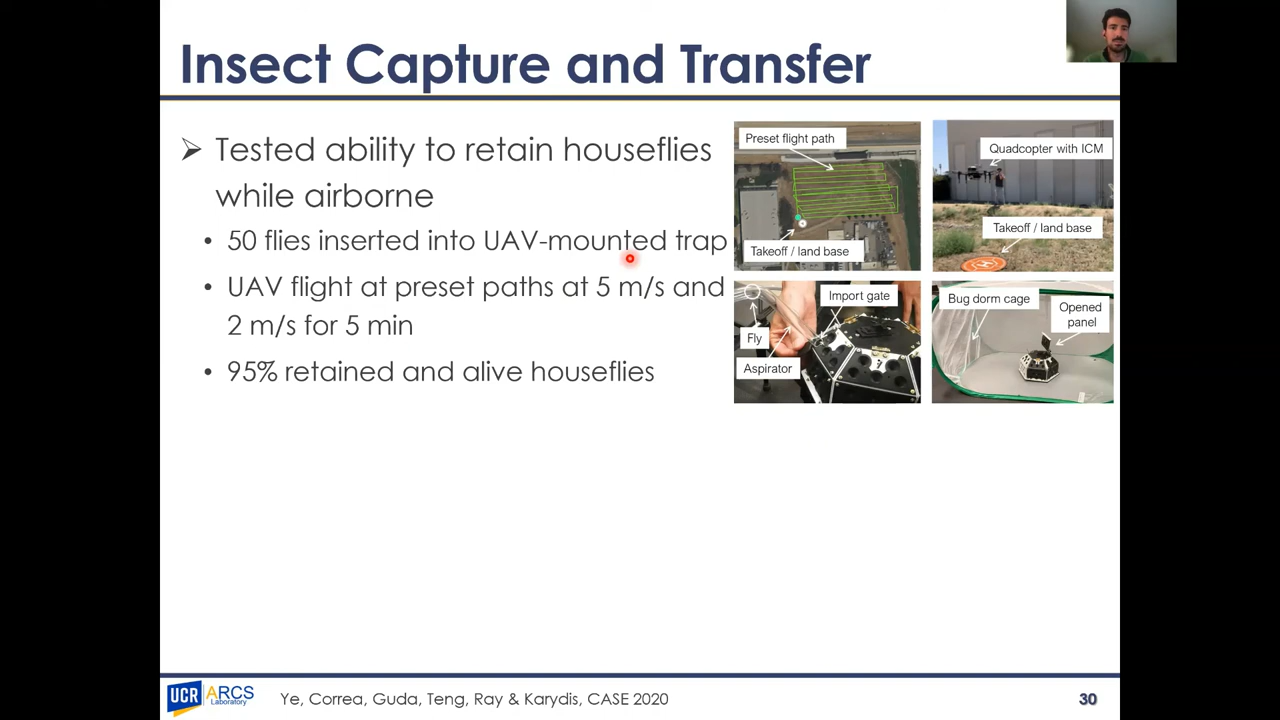 Insect Capture and Transfer
Tested ability to retain houseflies
while airborne
50 flies inserted into UAV-mounted trap
UAV flight at preset paths at 5 m/s and
2 m/s for 5 min
95% retained and alive houseflies
Preset flight path
Takeoff / land base
Quadcopter with ICM
Takeoff / land base
H
Import gate
Fly
Aspirator
Bug dorm cage
Opened
panel
UCR ARCS
Laboratory
Ye, Correa, Guda, Teng, Ray & Karydis, CASE 2020
30